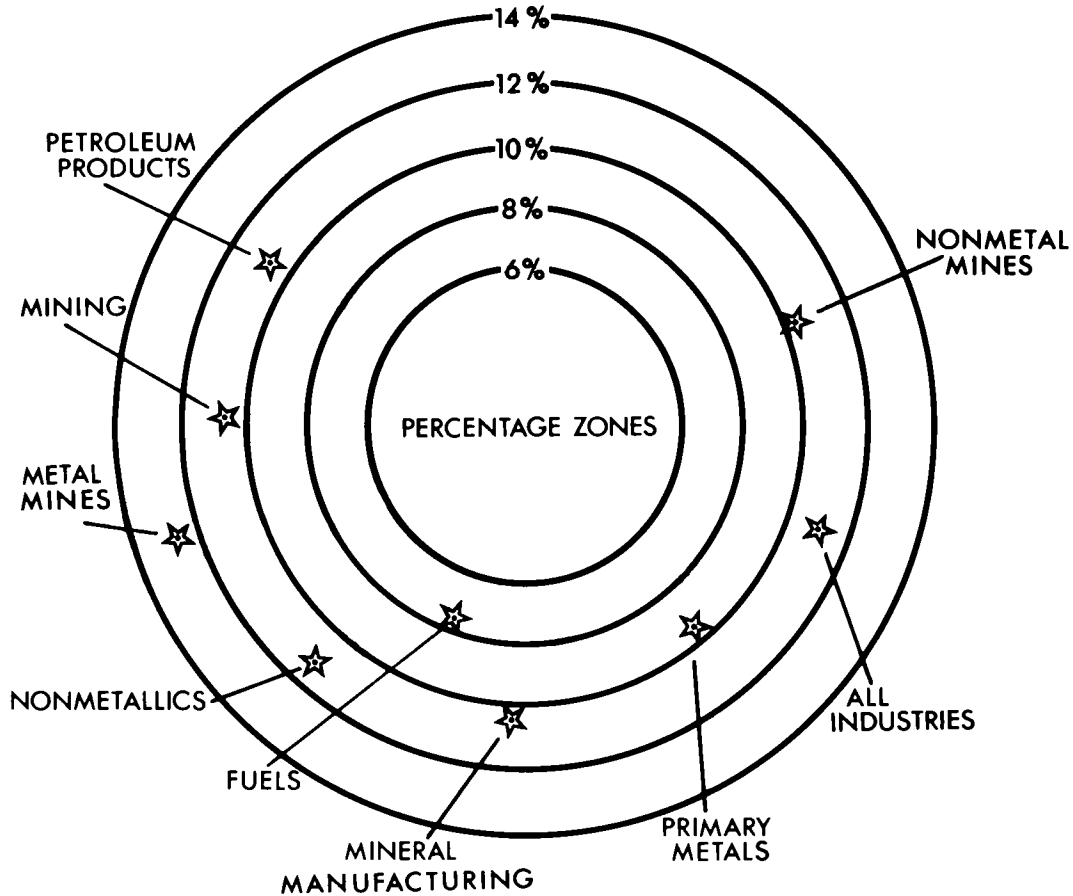 14%
12%
10%
8%
6%
PETROLEUM
PRODUCTS
NONMETAL
MINES
MINING
PERCENTAGE ZONES
METAL
MINES
NONMETALLICS
ALL
INDUSTRIES
FUELS
PRIMARY
METALS
MINERAL
MANUFACTURING